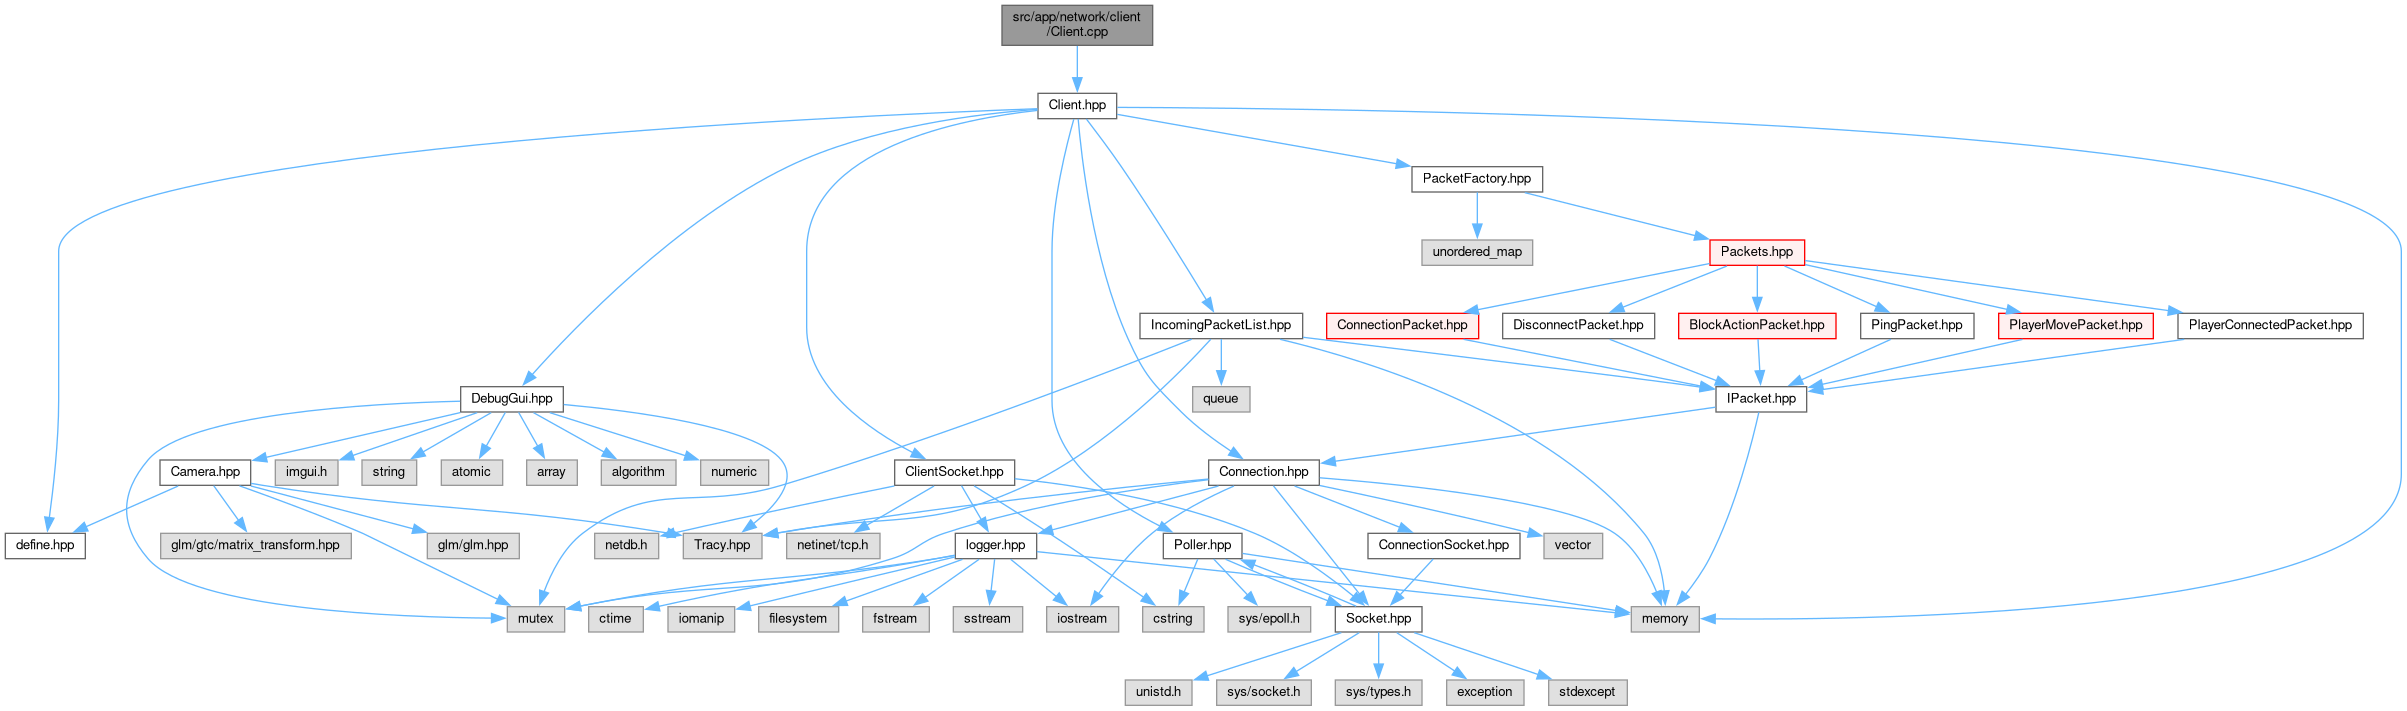 src/app/network/client
/Client.cpp
Client.hpp
PacketFactory.hpp
unordered_map
Packets.hpp
IncomingPacketList.hpp
ConnectionPacket.hpp
DisconnectPacket.hpp
BlockActionPacket.hpp
PingPacket.hpp
PlayerMovePacket.hpp
PlayerConnectedPacket.hpp
DebugGui.hpp
queue
IPacket.hpp
Camera.hpp
imgui.h
string
atomic
array
algorithm
numeric
ClientSocket.hpp
Connection.hpp
define.hpp
glm/gtc/matrix_transform.hpp
glm/glm.hpp
netdb.h
Tracy.hpp
netinet/tcp.h
logger.hpp
Poller.hpp
ConnectionSocket.hpp
vector
mutex
ctime
iomanip
filesystem
fstream
sstream
iostream
cstring
sys/epoll.h
Socket.hpp
memory
unistd.h
sys/socket.h
sys/types.h
exception
stdexcept